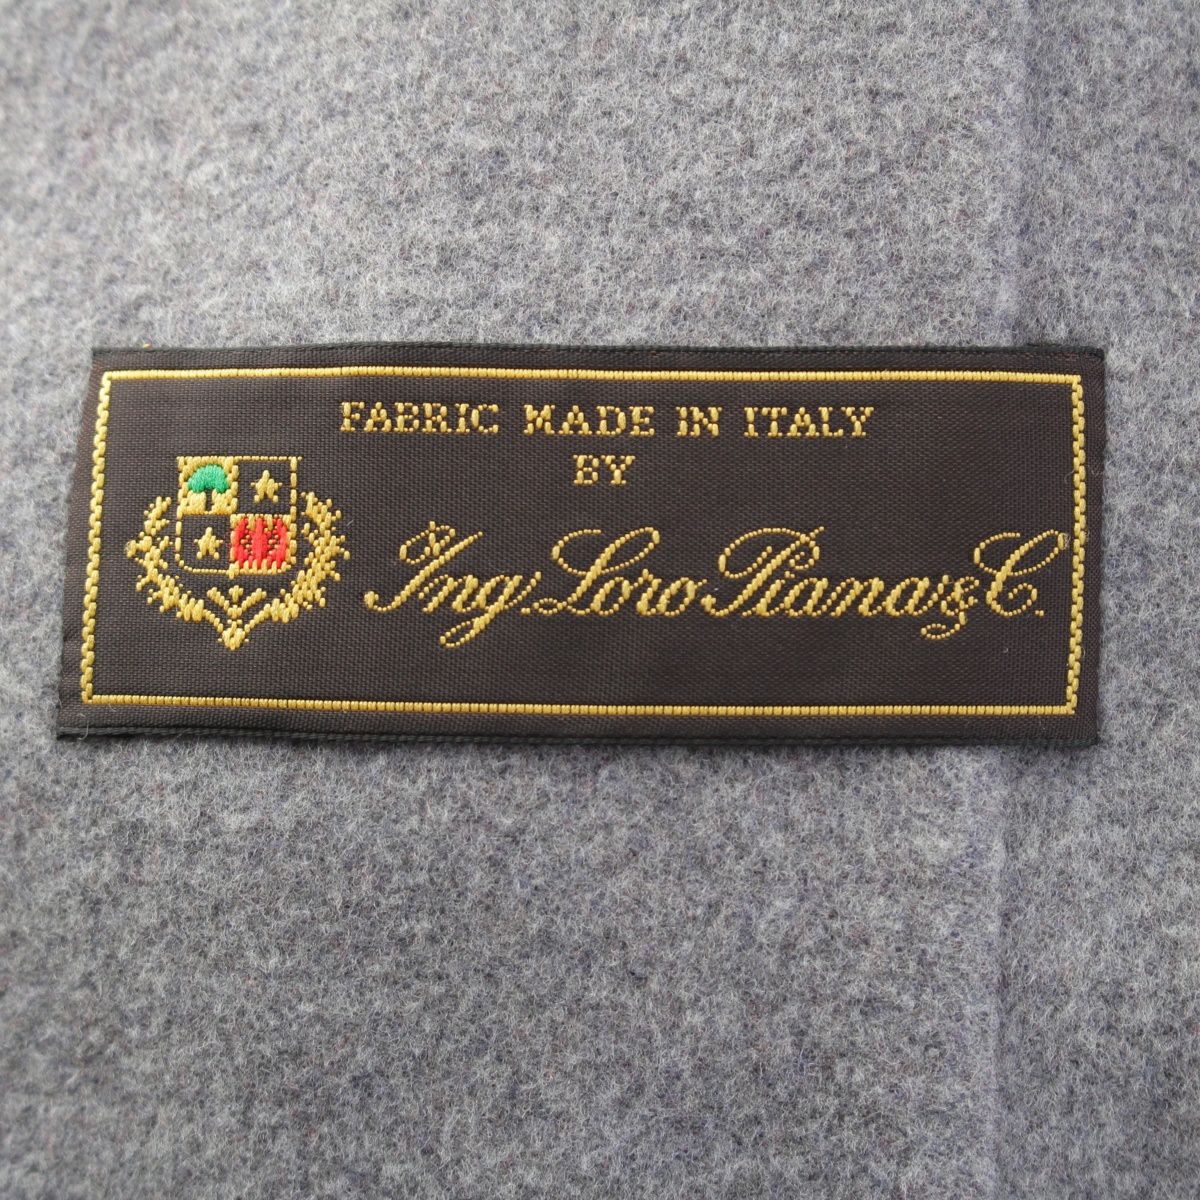 FABRIC MADE IN ITALY
BY
Ing. Loro Piana & C.